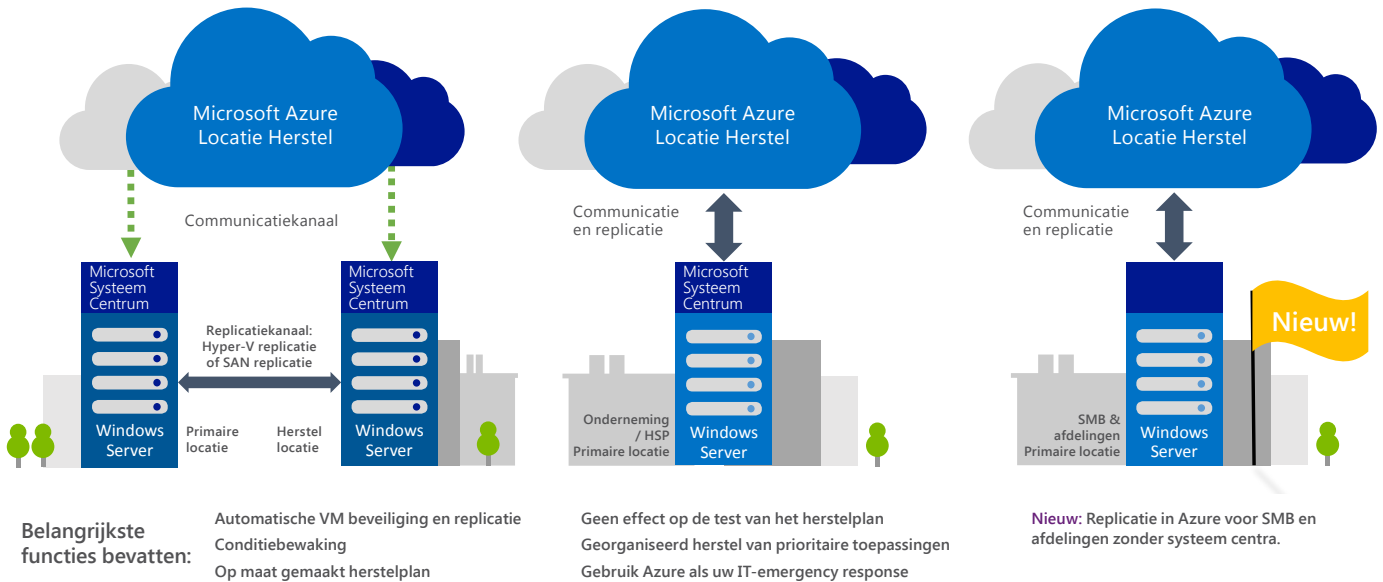 Microsoft Azure
Locatie Herstel
Communicatiekanaal
Microsoft
Systeem
Centrum
Windows
Server
Replicatiekanaal:
Hyper-V replicatie
of SAN replicatie
Primaire
locatie
Herstel
locatie
Microsoft
Systeem
Centrum
Windows
Server
Microsoft Azure
Locatie Herstel
Communicatie
en replicatie
Microsoft
Systeem
Centrum
Windows
Server
Onderneming
/ HSP
Primaire locatie
Microsoft Azure
Locatie Herstel
Communicatie
en replicatie
Nieuw!
SMB &
afdelingen
Primaire locatie
Windows
Server
Belangrijkste
functies bevatten:
Automatische VM beveiliging en replicatie
Conditiebewaking
Op maat gemaakt herstelplan
Geen effect op de test van het herstelplan
Georganiseerd herstel van prioritaire toepassingen
Gebruik Azure als uw IT-emergency response
Nieuw: Replicatie in Azure voor SMB en
afdelingen zonder systeem centra.